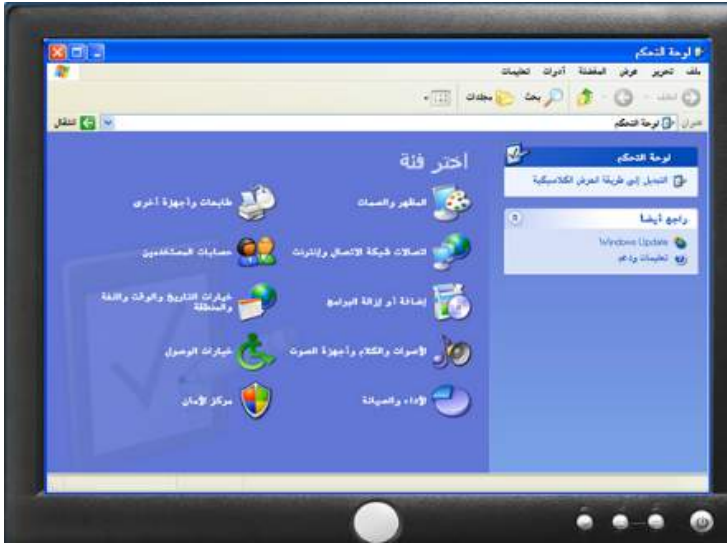 لوحة التحكم
ملف تحرير عرض المفضلة أدوات تعليمات
بحث مجلدات
لوحة التحكم
انتقال
لوحة التحكم
التبديل إلى طريقة العرض الكلاسيكية
راجع أيضا
Windows Update
تعليمات ودعم
اختر فئة
المظهر والسمات
طابعات وأجهزة أخرى
اتصالات شبكة الاتصال وإنترنت
حسابات المستخدمين
إضافة أو إزالة البرامج
خيارات التاريخ والوقت واللغة
والمنطقة
الأصوات والكلام وأجهزة الصوت
خيارات الوصول
الأداء والصيانة
مركز الأمان